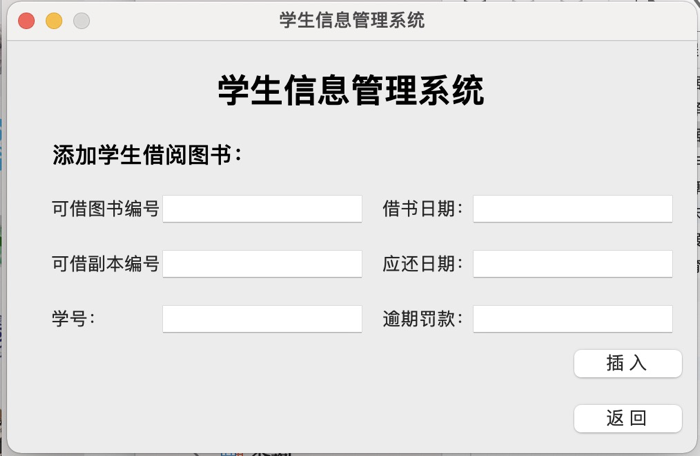 学生信息管理系统
学生信息管理系统
添加学生借阅图书：
可借图书编号 借书日期：
可借副本编号 应还日期：
学号： 逾期罚款：
插 入
返 回